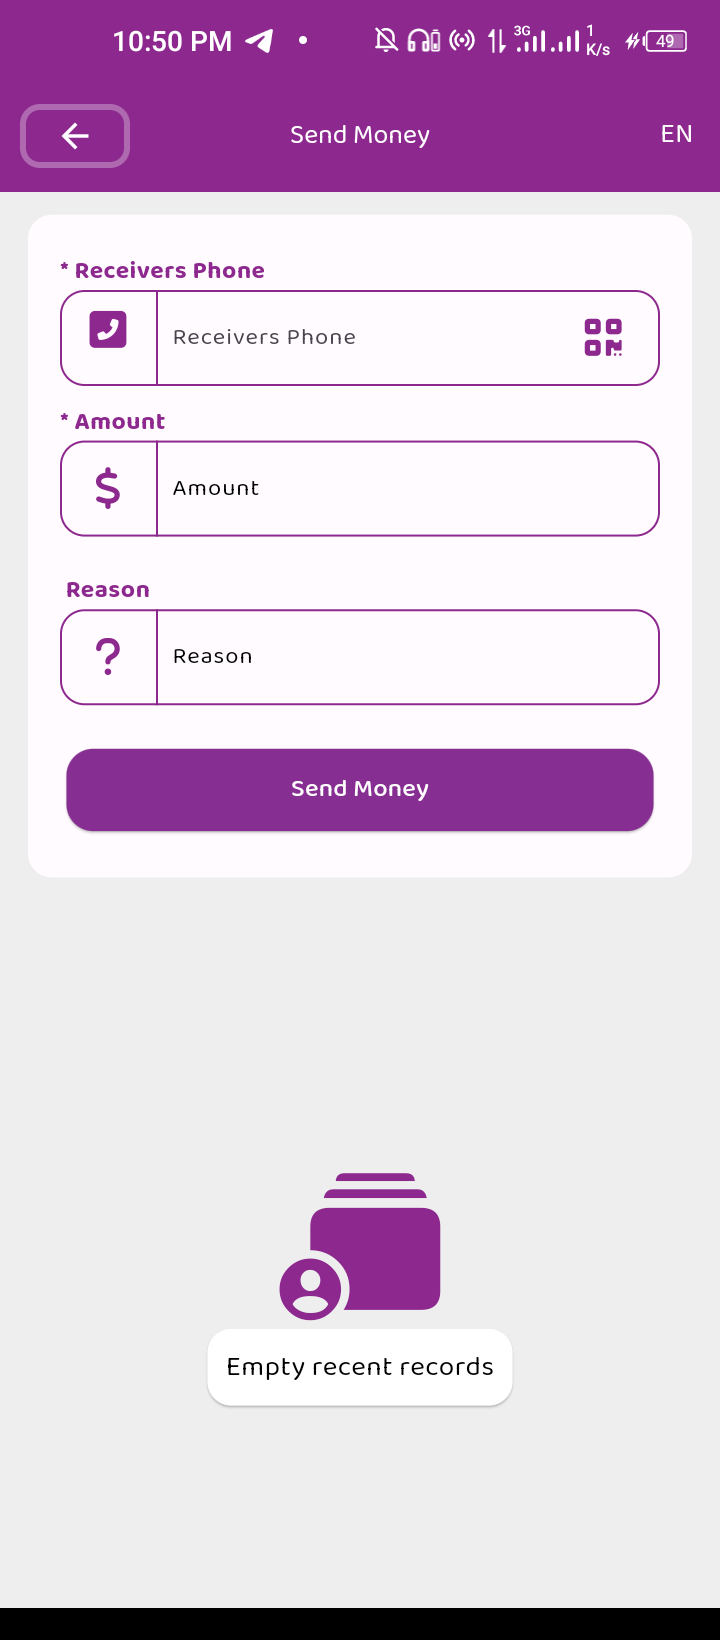 10:50 PM
3G
1
K/s
49
Send Money
EN
* Receivers Phone
Receivers Phone
* Amount
$
Amount
Reason
?
Reason
Send Money
Empty recent records